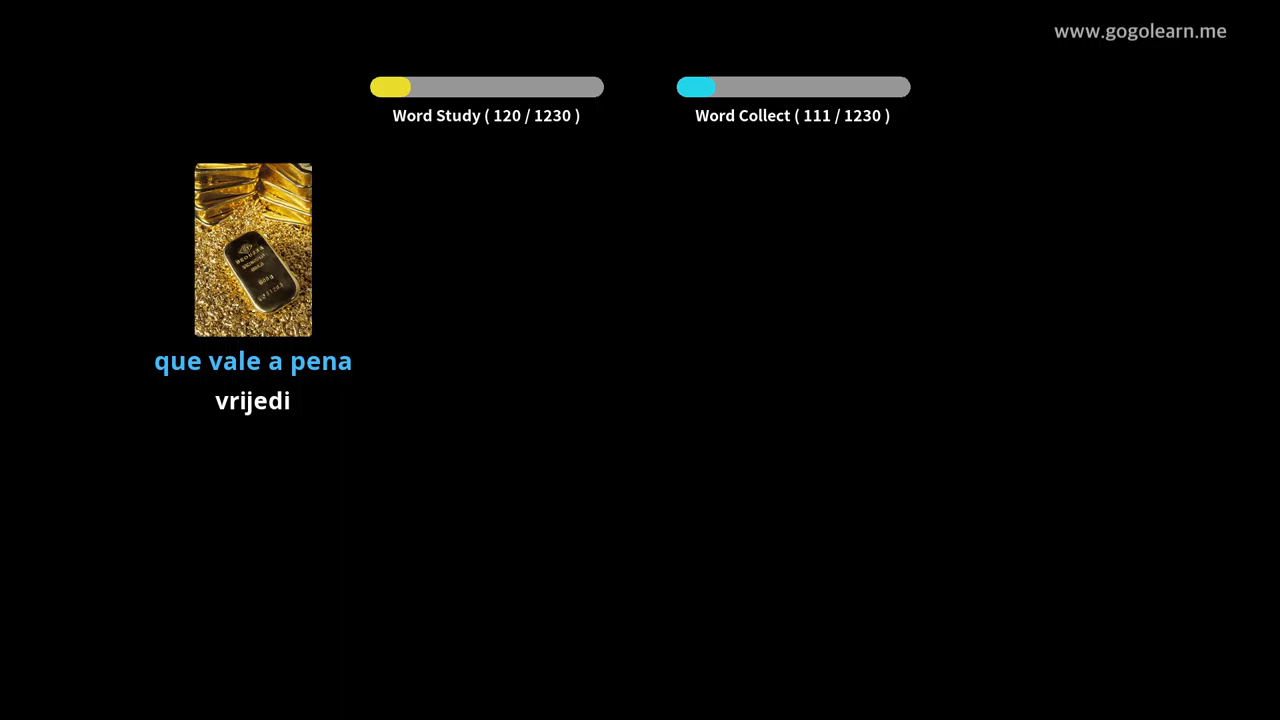 www.gogolearn.me
Word Study ( 120 / 1230 )
Word Collect ( 111 / 1230 )
que vale a pena
vrijedi